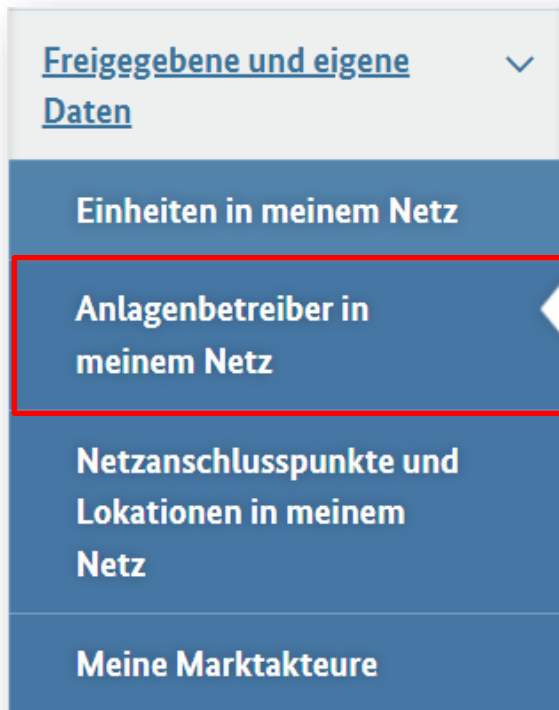 Freigegebene und eigene
Daten
Einheiten in meinem Netz
Anlagenbetreiber in
meinem Netz
Netzanschlusspunkte und
Lokationen in meinem
Netz
Meine Marktakteure